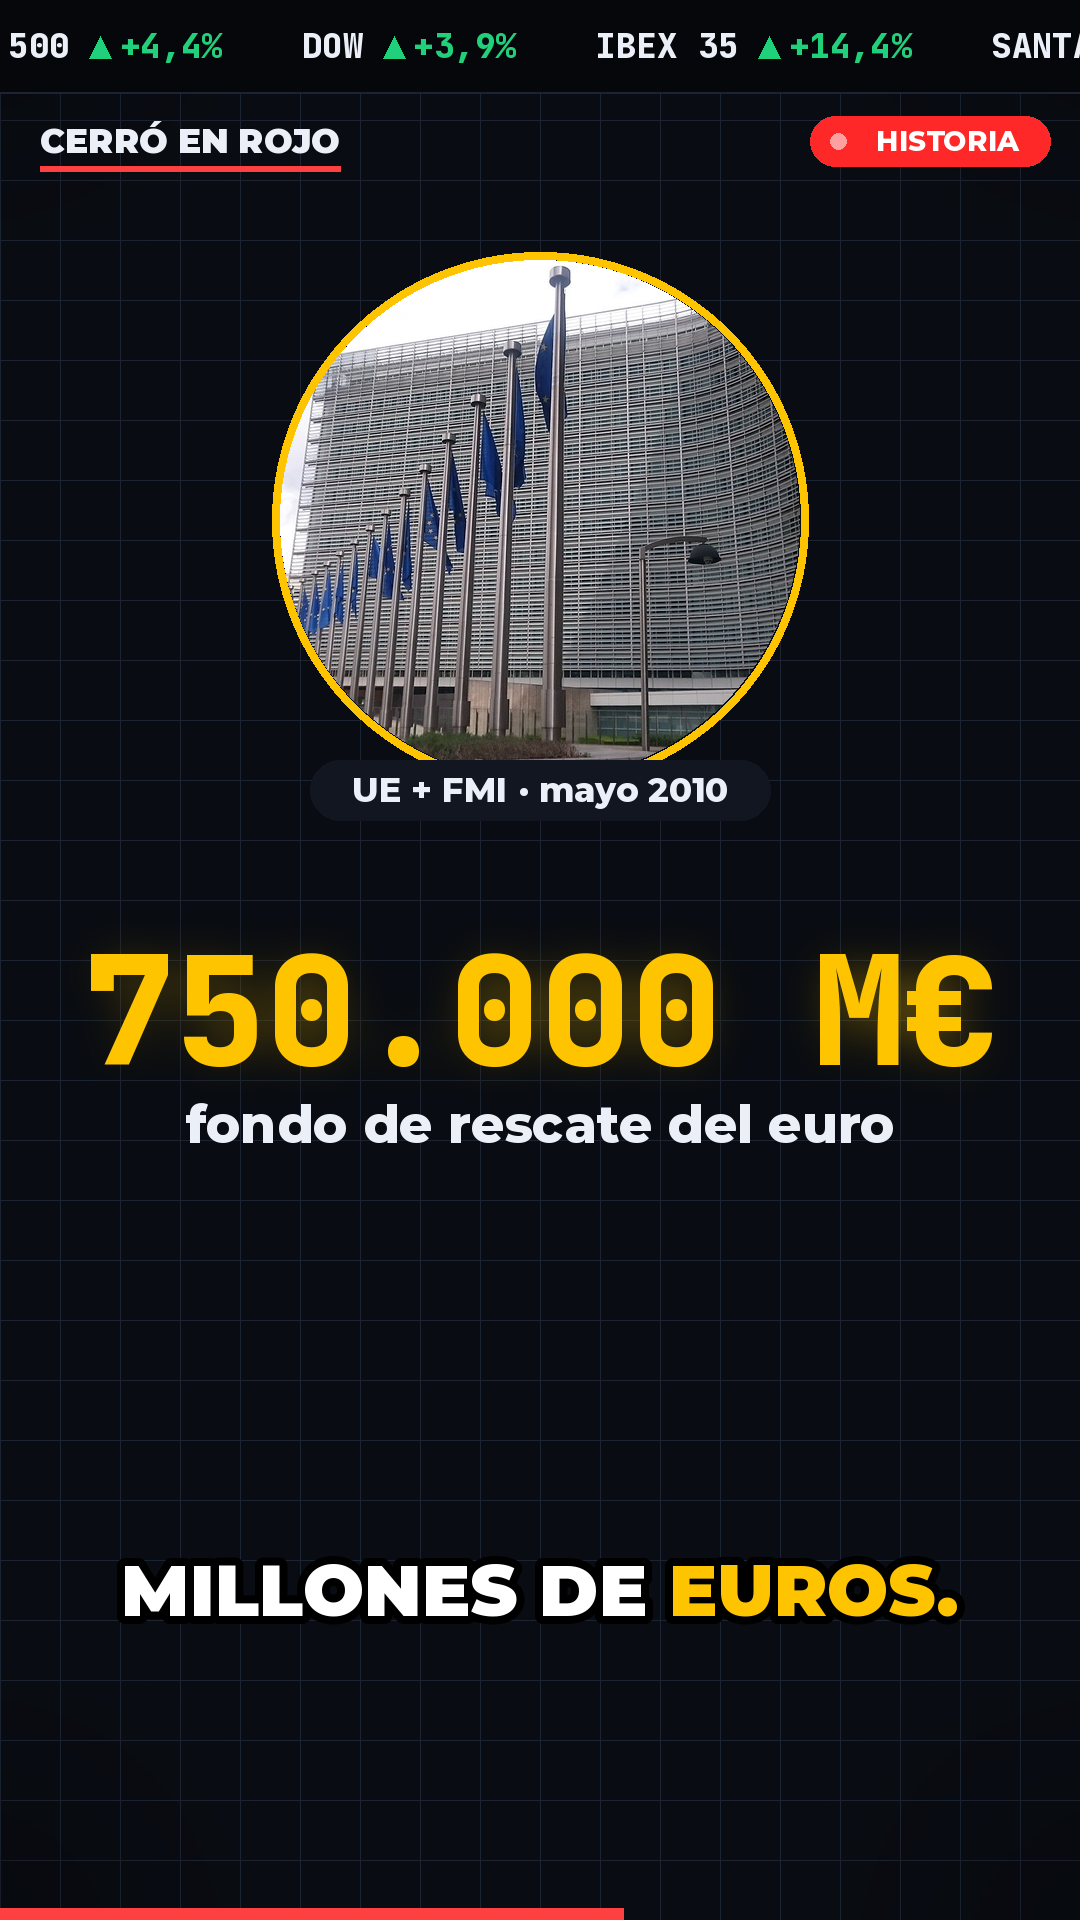 500 ▲+4,4% DOW ▲+3,9% IBEX 35 ▲+14,4% SANTA
CERRÓ EN ROJO
HISTORIA
UE + FMI · mayo 2010
750.000 M€
fondo de rescate del euro
MILLONES DE EUROS.